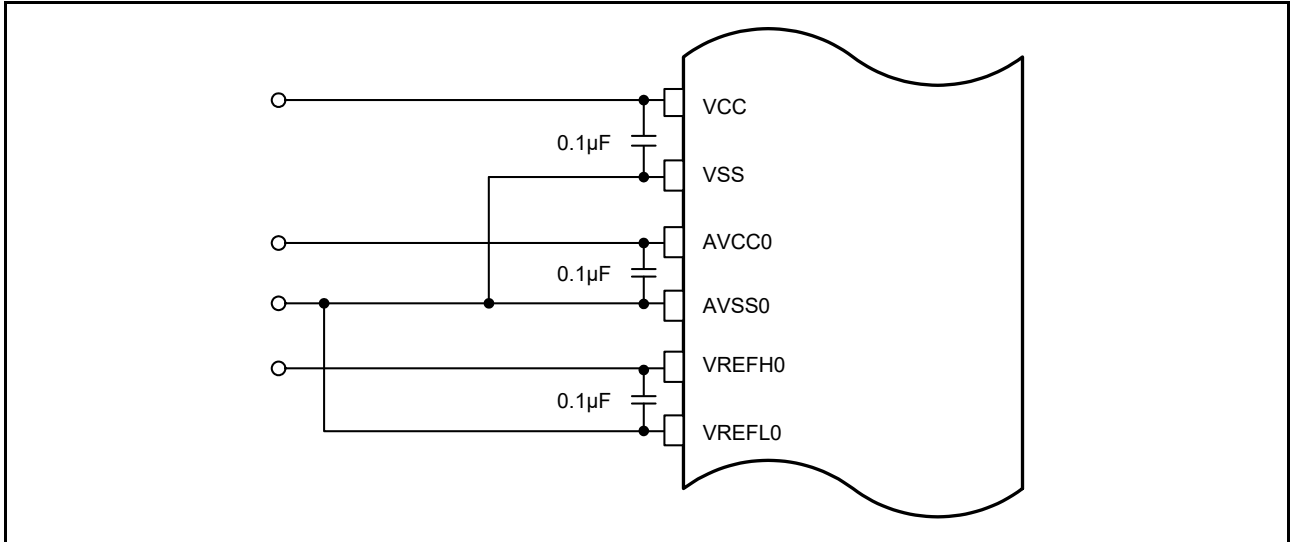 VCC
0.1µF
VSS
AVCC0
0.1µF
AVSS0
VREFH0
0.1µF
VREFL0